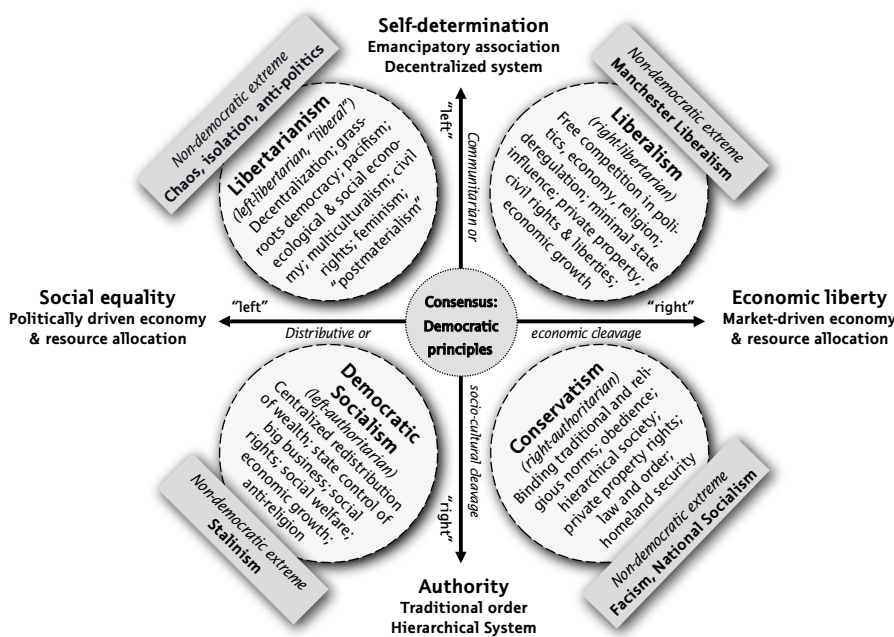 Self-determination
Emancipatory association
Decentralized system
Non-democratic extreme
Chaos, isolation, anti-politics
Libertarianism
(left-libertarian, "liberal")
Decentralization; grass-
roots democracy; pacifism;
ecological & social econo-
my; multiculturalism; civil
rights; feminism;
"postmaterialism"
"left"
Communitarian or
Non-democratic extreme
Manchester Liberalism
Liberalism
(right-libertarian)
Free competition in poli-
tics, economy, religion;
deregulation; minimal state
influence; private property;
civil rights & liberties;
economic growth
Social equality
Politically driven economy
& resource allocation
"left"
Distributive or
Consensus:
Democratic
principles
"right"
economic cleavage
Economic liberty
Market-driven economy
& resource allocation
Democratic
Socialism
(left-authoritarian)
Centralized redistribution
of wealth; state control of
big business; social
rights; social welfare;
economic growth;
anti-religion
Non-democratic extreme
Stalinism
socio-cultural cleavage
"right"
Conservatism
(right-authoritarian)
Binding traditional and reli-
gious norms; obedience;
hierarchical society;
private property rights;
law and order;
homeland security
Non-democratic extreme
Facism, National Socialism
Authority
Traditional order
Hierarchical System